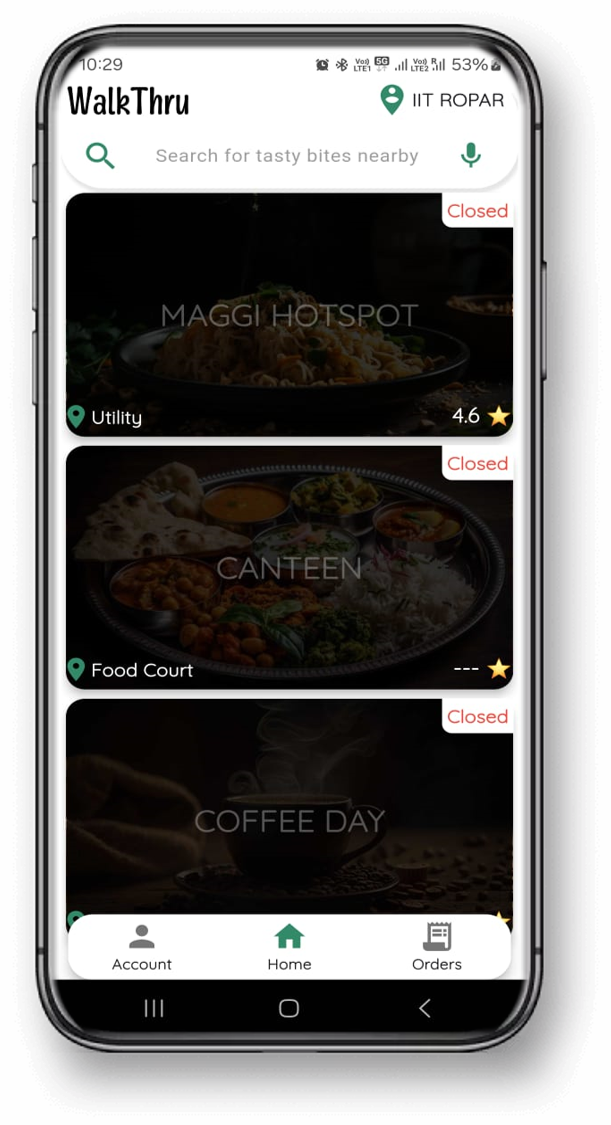 10:29 Vo) LTE1 5G Vo) LTE2 R 53%
WalkThru IIT ROPAR
Search for tasty bites nearby
Closed
MAGGI HOTSPOT
Utility 4.6
Closed
CANTEEN
Food Court ---
Closed
COFFEE DAY
Account Home Orders